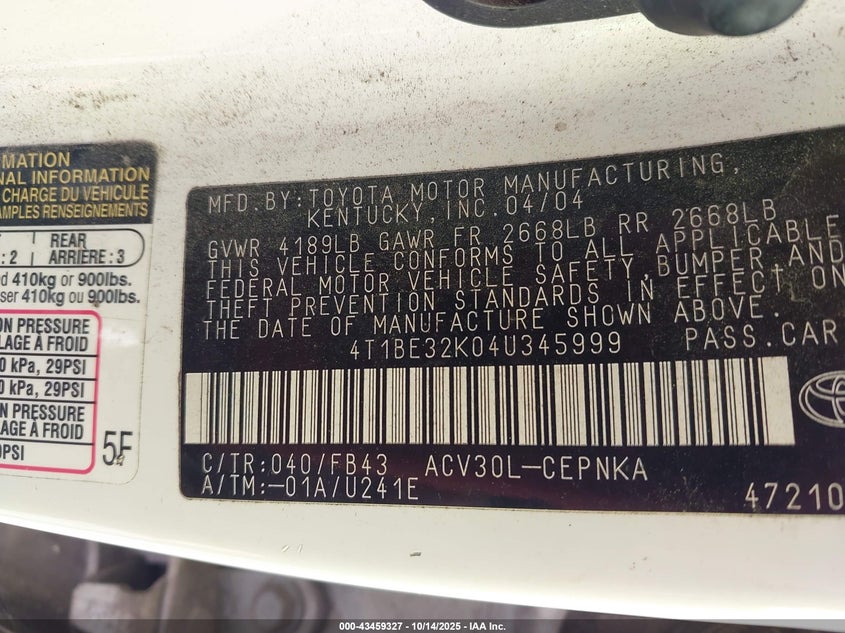 MATION
NAL INFORMATION
CHARGE DU VÉHICULE
AMPLES RENSEIGNEMENTS
REAR
: 2 ARRIERE : 3
d 410kg or 900lbs.
ser 410kg ou 900lbs.
ON PRESSURE
LAGE À FROID
0 kPa, 29PSI
0 kPa, 29PSI
ON PRESSURE
LAGE À FROID
0PSI
5F
MFD. BY: TOYOTA MOTOR MANUFACTURING,
KENTUCKY, INC. 04/04
GVWR 4189LB GAWR FR 2668LB RR 2668LB
THIS VEHICLE CONFORMS TO ALL APPLICABLE
FEDERAL MOTOR VEHICLE SAFETY, BUMPER AND
THEFT PREVENTION STANDARDS IN EFFECT ON
THE DATE OF MANUFACTURE SHOWN ABOVE.
4T1BE32K04U345999 PASS. CAR
C/TR: 040/FB43 ACV30L-CEPNKA
A/TM: -01A/U241E
47210
000-43459327 - 10/14/2025 - IAA Inc.